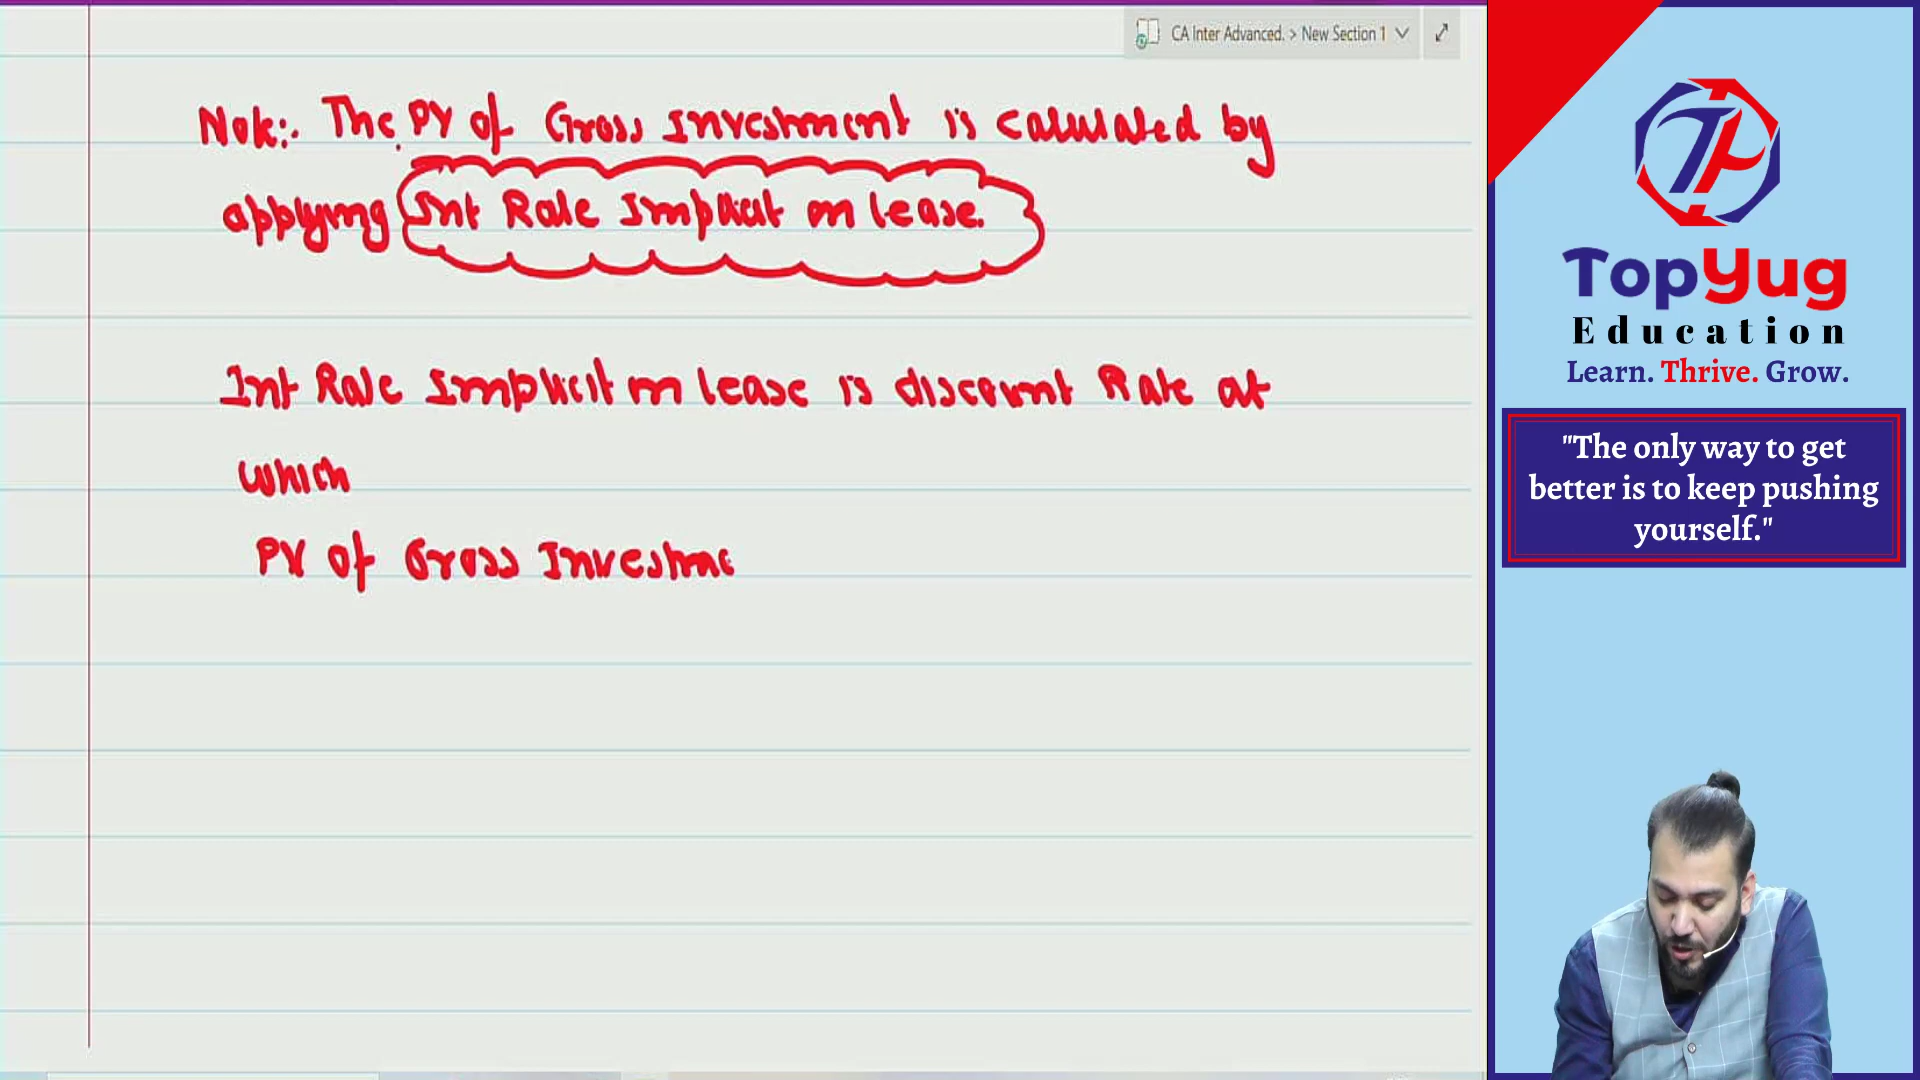 CA Inter Advanced. > New Section 1
Note:. The PV of Gross Investment is calculated by
applying Int Rate Implicit on lease.
Int Rate Implicit on lease is discount Rate at
which
PV of Gross Investme
TopYug
Education
Learn. Thrive. Grow.
"The only way to get
better is to keep pushing
yourself."